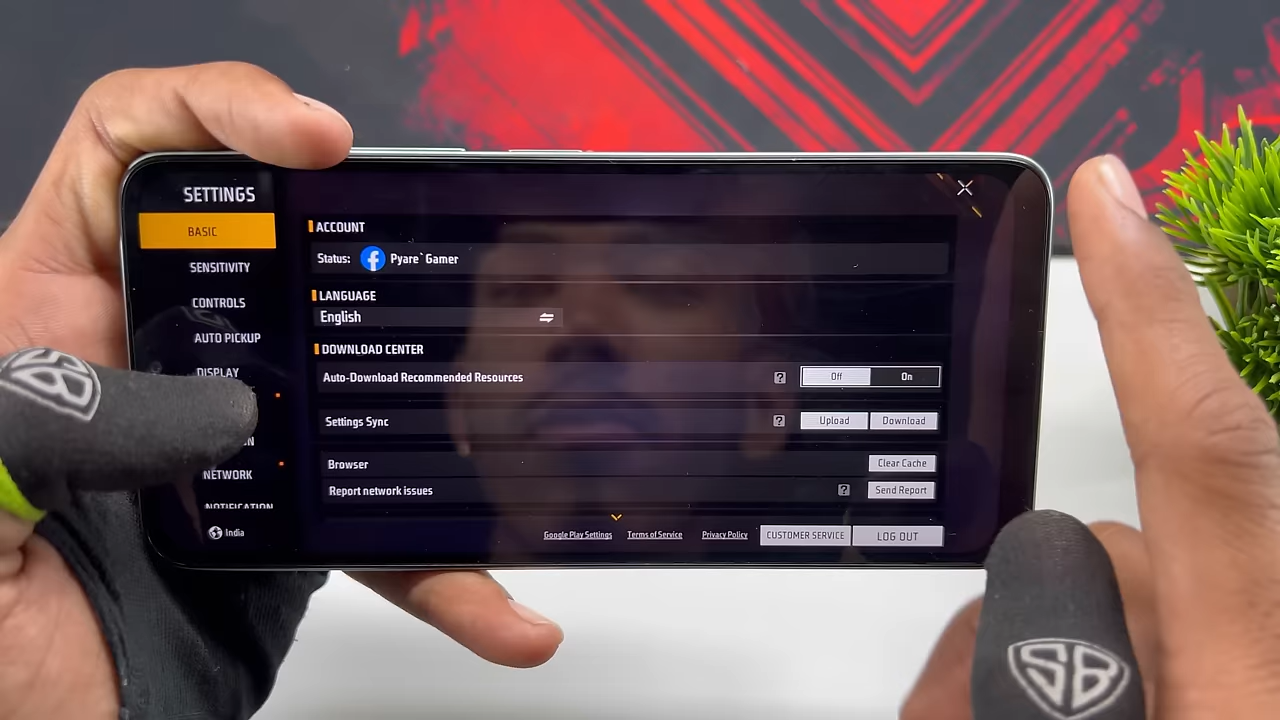 SETTINGS
BASIC
SENSITIVITY
CONTROLS
AUTO PICKUP
DISPLAY
NETWORK
NOTIFICATION
India
ACCOUNT
Status: Pyare`Gamer
LANGUAGE
English
DOWNLOAD CENTER
Auto-Download Recommended Resources ? Off On
Settings Sync ? Upload Download
Browser Clear Cache
Report network issues ? Send Report
Google Play Settings Terms of Service Privacy Policy CUSTOMER SERVICE LOG OUT
SB
SB